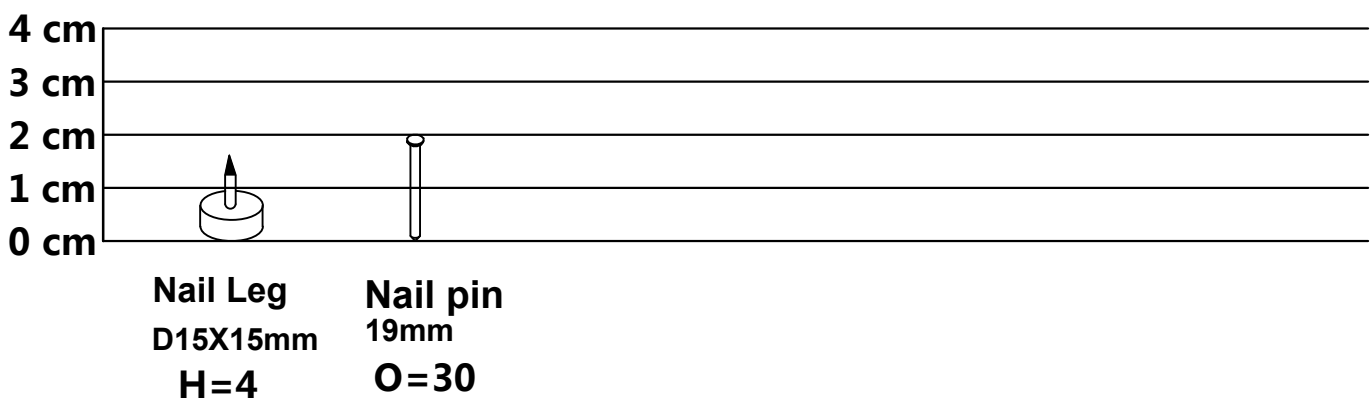 4 cm
3 cm
2 cm
1 cm
0 cm
Nail Leg
D15X15mm
H=4
Nail pin
19mm
O=30